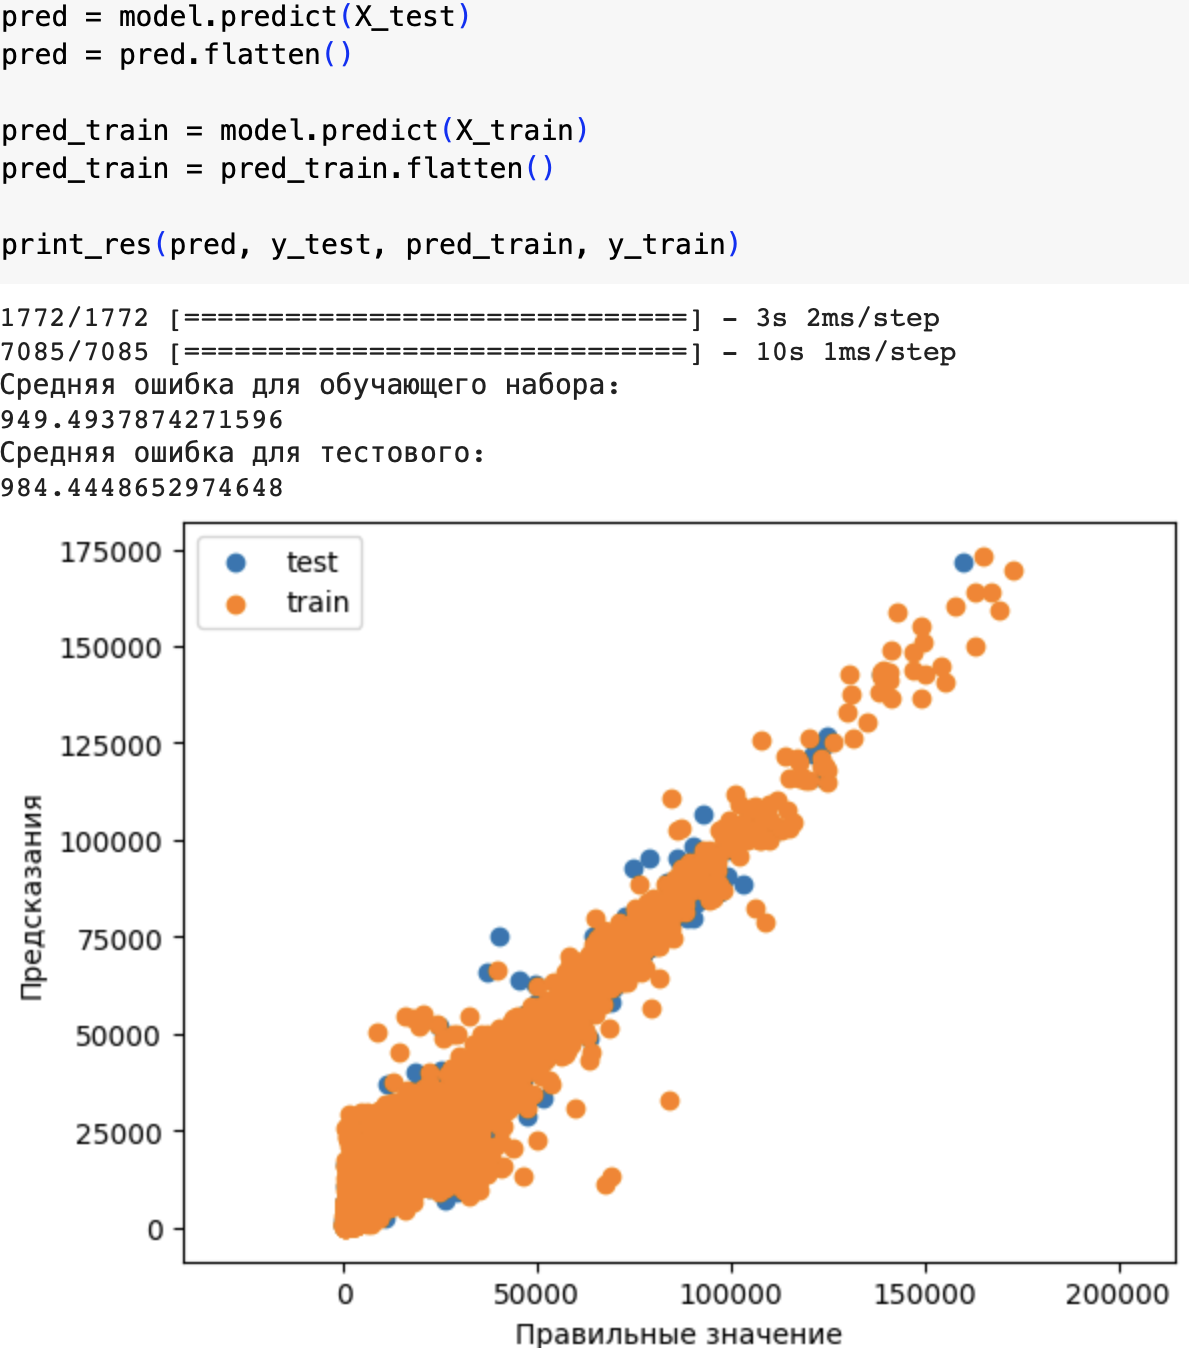 pred = model.predict(X_test)
pred = pred.flatten()
pred_train = model.predict(X_train)
pred_train = pred_train.flatten()
print_res(pred, y_test, pred_train, y_train)
1772/1772 [==============================] - 3s 2ms/step
7085/7085 [==============================] - 10s 1ms/step
Средняя ошибка для обучающего набора:
949.4937874271596
Средняя ошибка для тестового:
984.4448652974648
test
train
175000
150000
125000
100000
75000
50000
25000
0
Предсказания
0 50000 100000 150000 200000
Правильные значение